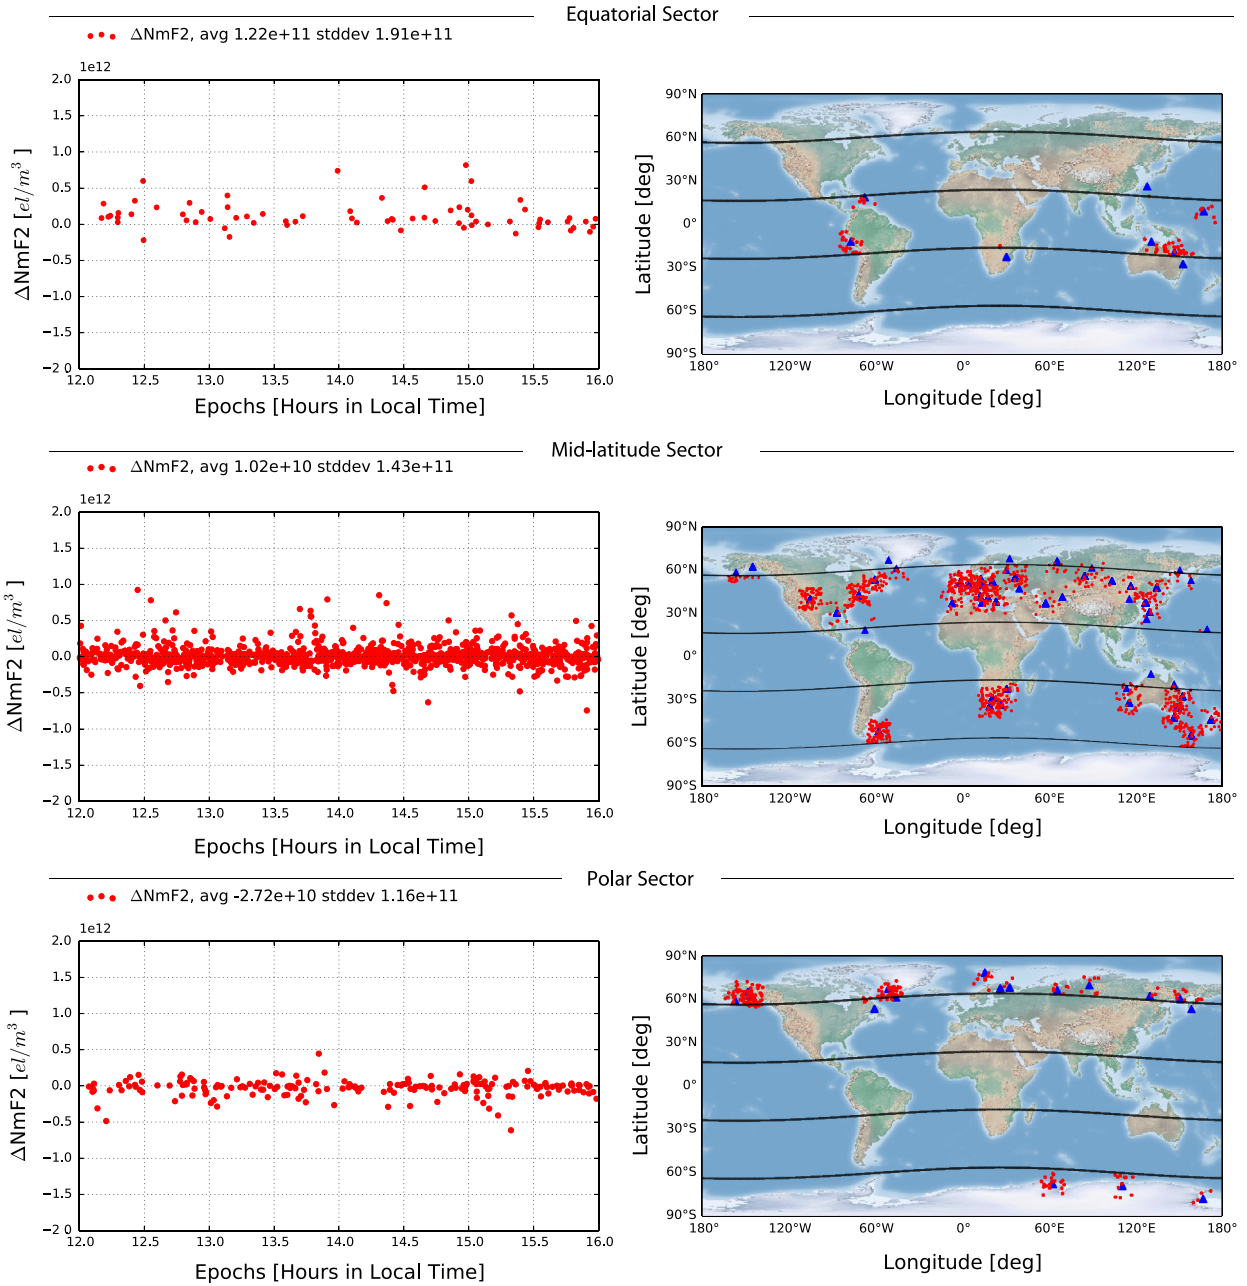 Equatorial Sector
ΔNmF2, avg 1.22e+11 stddev 1.91e+11
1e12
2.0
1.5
1.0
0.5
0.0
−0.5
−1.0
−1.5
−2 0
ΔNmF2 [el/m³]
12.0 12.5 13.0 13.5 14.0 14.5 15.0 15.5 16.0
Epochs [Hours in Local Time]
90°N
60°N
30°N
0°
30°S
60°S
90°S
Latitude [deg]
180° 120°W 60°W 0° 60°E 120°E 180°
Longitude [deg]
Mid-latitude Sector
ΔNmF2, avg 1.02e+10 stddev 1.43e+11
1e12
2.0
1.5
1.0
0.5
0.0
−0.5
−1.0
−1.5
−2 0
ΔNmF2 [el/m³]
12.0 12.5 13.0 13.5 14.0 14.5 15.0 15.5 16.0
Epochs [Hours in Local Time]
90°N
60°N
30°N
0°
30°S
60°S
90°S
Latitude [deg]
180° 120°W 60°W 0° 60°E 120°E 180°
Longitude [deg]
Polar Sector
ΔNmF2, avg -2.72e+10 stddev 1.16e+11
1e12
2.0
1.5
1.0
0.5
0.0
−0.5
−1.0
−1.5
−2 0
ΔNmF2 [el/m³]
12.0 12.5 13.0 13.5 14.0 14.5 15.0 15.5 16.0
Epochs [Hours in Local Time]
90°N
60°N
30°N
0°
30°S
60°S
90°S
Latitude [deg]
180° 120°W 60°W 0° 60°E 120°E 180°
Longitude [deg]